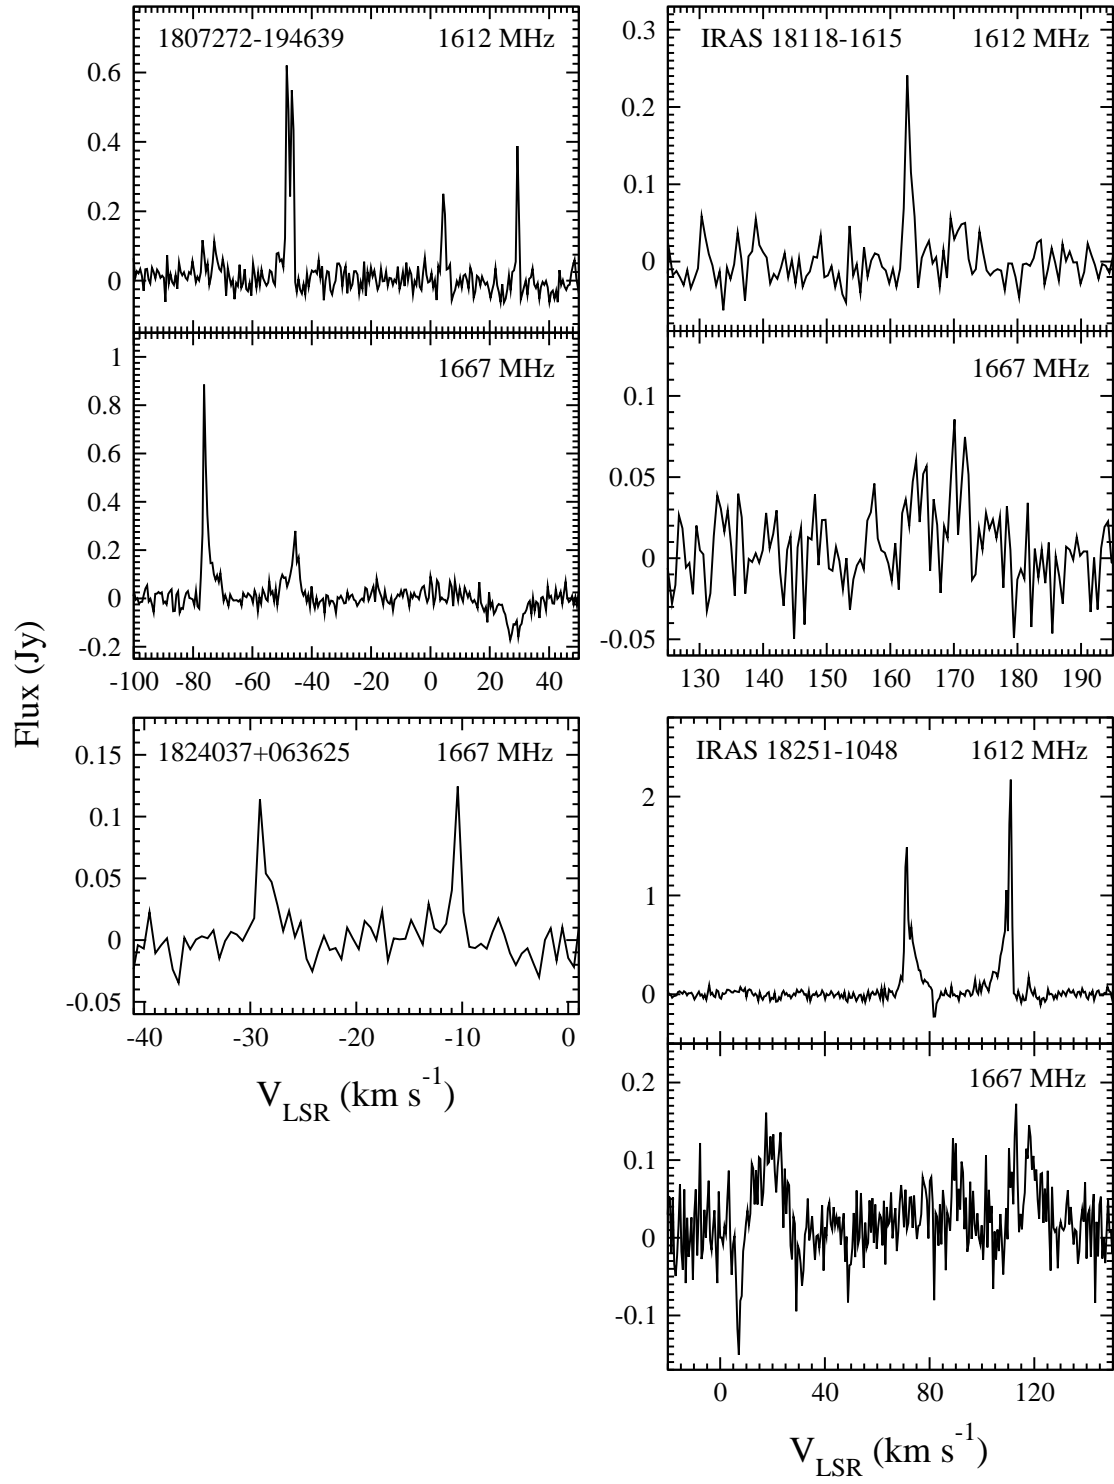 1807272-194639 1612 MHz
0.6
0.4
0.2
0
1667 MHz
1
0.8
0.6
0.4
0.2
0
-0.2
-100 -80 -60 -40 -20 0 20 40
IRAS 18118-1615 1612 MHz
0.3
0.2
0.1
0
1667 MHz
0.1
0.05
0
-0.05
130 140 150 160 170 180 190
Flux (Jy)
1824037+063625 1667 MHz
0.15
0.1
0.05
0
-0.05
-40 -30 -20 -10 0
V_LSR (km s^-1)
IRAS 18251-1048 1612 MHz
2
1
0
1667 MHz
0.2
0.1
0
-0.1
0 40 80 120
V_LSR (km s^-1)